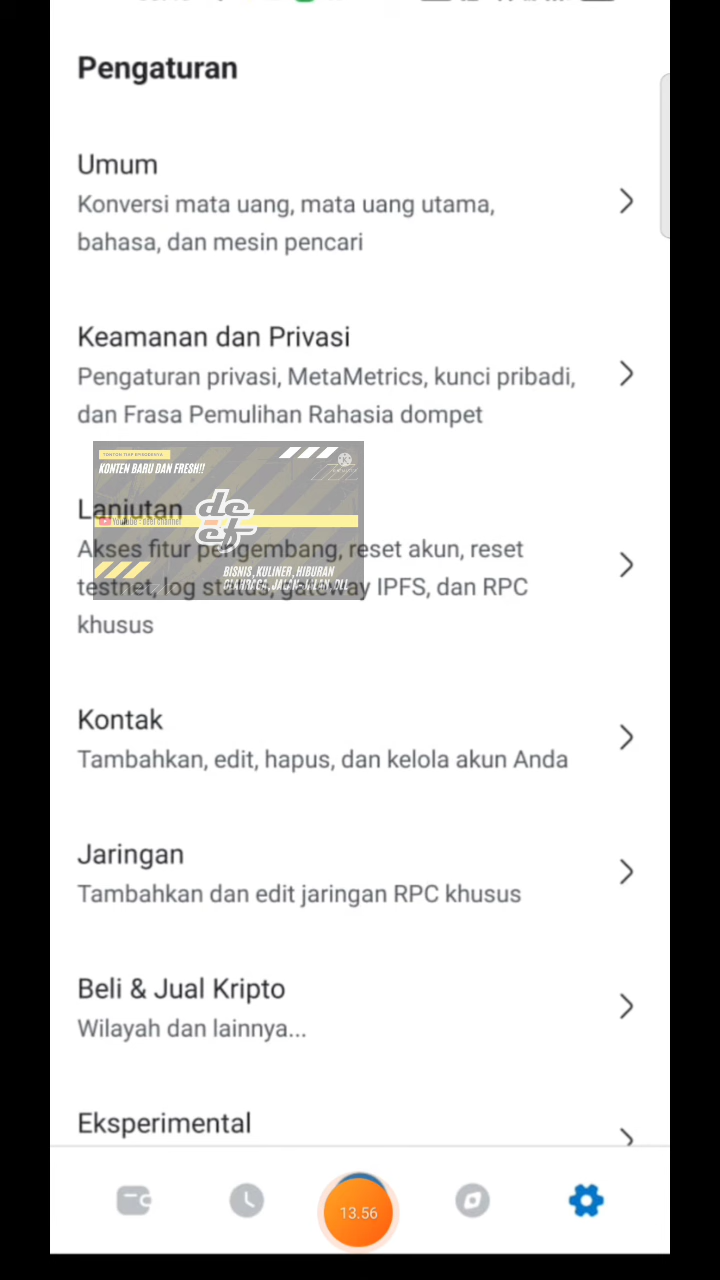 Pengaturan
Umum
Konversi mata uang, mata uang utama,
bahasa, dan mesin pencari
Keamanan dan Privasi
Pengaturan privasi, MetaMetrics, kunci pribadi,
dan Frasa Pemulihan Rahasia dompet
TONTON TIAP EPISODENYA
KONTEN BARU DAN FRESH!!
Lanjutan
Akses fitur pengembang, reset akun, reset
testnet, log status, gateway IPFS, dan RPC
khusus
BISNIS, KULINER, HIBURAN
OLAHRAGA, JALAN-JALAN, DLL
Kontak
Tambahkan, edit, hapus, dan kelola akun Anda
Jaringan
Tambahkan dan edit jaringan RPC khusus
Beli & Jual Kripto
Wilayah dan lainnya...
Eksperimental
13.56